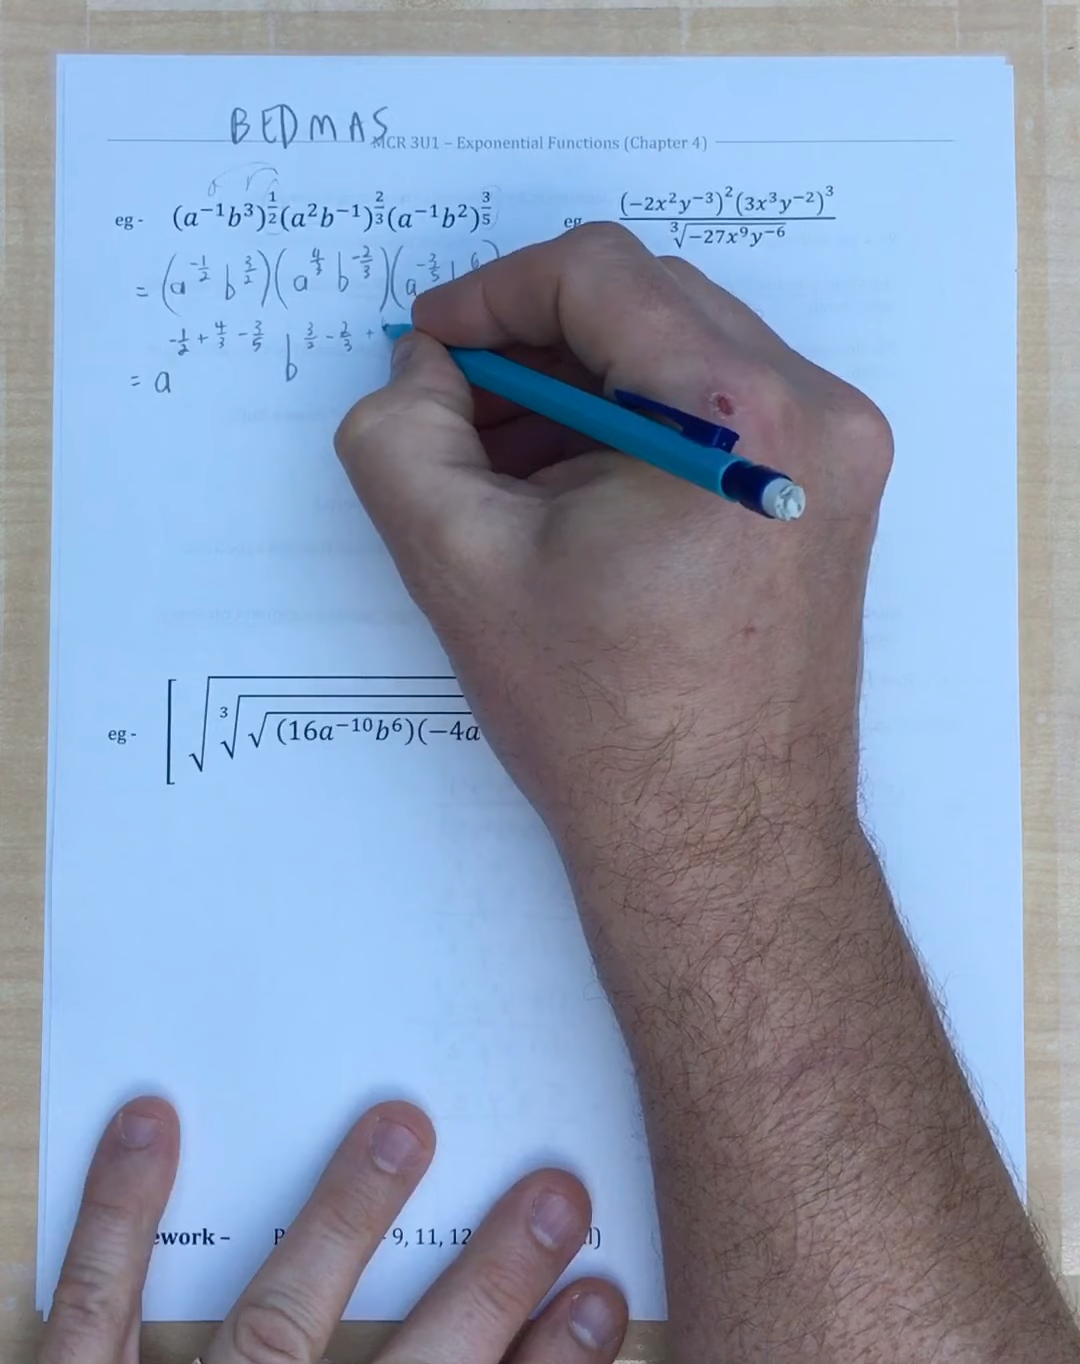 BEDMAS
MCR 3U1 – Exponential Functions (Chapter 4)
eg - (a⁻¹b³)^(1/2)(a²b⁻¹)^(2/3)(a⁻¹b²)^(3/5)
eg (−2x²y⁻³)²(3x³y⁻²)³ / ∛(−27x⁹y⁻⁶)
= (a^(-1/2) b^(3/2))(a^(4/3) b^(-2/3))(a^(-3/5) b^6)
= a^(-1/2 + 4/3 - 3/5) b^(3/2 - 2/3 +
eg - [√ ³√ √(16a⁻¹⁰b⁶)(−4a
ework – P 9, 11, 12 l)